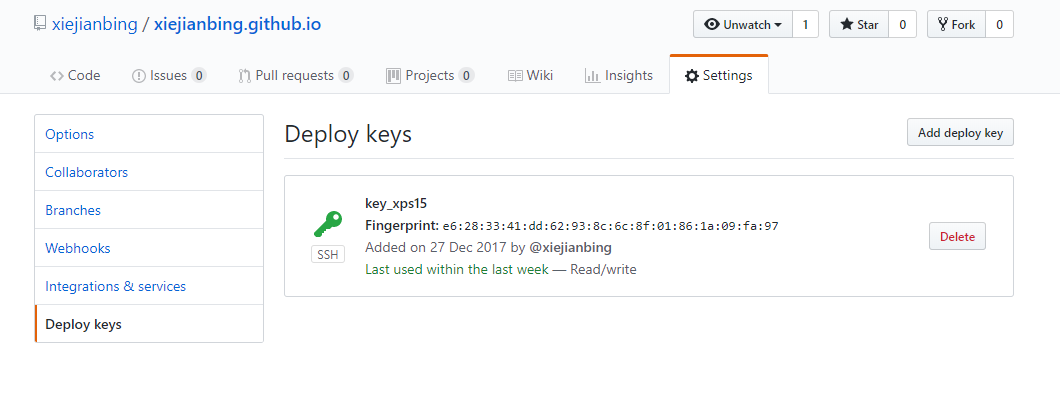 xiejianbing / xiejianbing.github.io
Unwatch 1 Star 0 Fork 0
Code Issues 0 Pull requests 0 Projects 0 Wiki Insights Settings
Options
Collaborators
Branches
Webhooks
Integrations & services
Deploy keys
Deploy keys
Add deploy key
key_xps15
Fingerprint: e6:28:33:41:dd:62:93:8c:6c:8f:01:86:1a:09:fa:97
Added on 27 Dec 2017 by @xiejianbing
Last used within the last week — Read/write
SSH
Delete